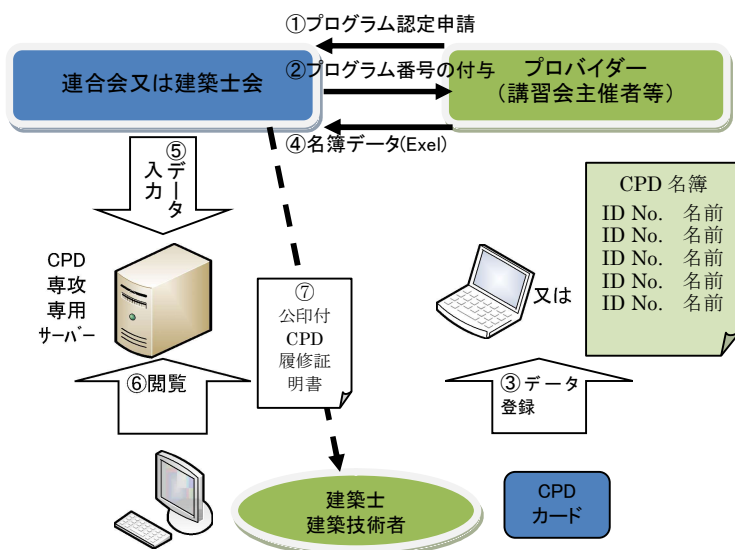 ①プログラム認定申請
連合会又は建築士会
②プログラム番号の付与
プロバイダー
(講習会主催者等)
④名簿データ(Exel)
⑤データ
入力
CPD 名簿
ID No. 名前
ID No. 名前
ID No. 名前
ID No. 名前
ID No. 名前
CPD
専攻
専用
サーバー
又は
⑦
公印付
CPD
履修証
明書
⑥閲覧
③データ
登録
建築士
建築技術者
CPD
カード